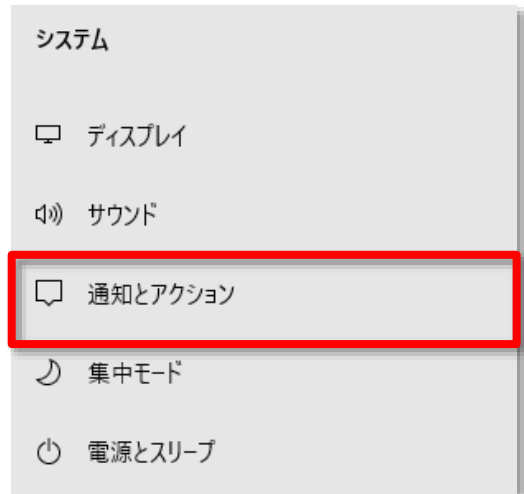 システム
ディスプレイ
サウンド
通知とアクション
集中モード
電源とスリープ